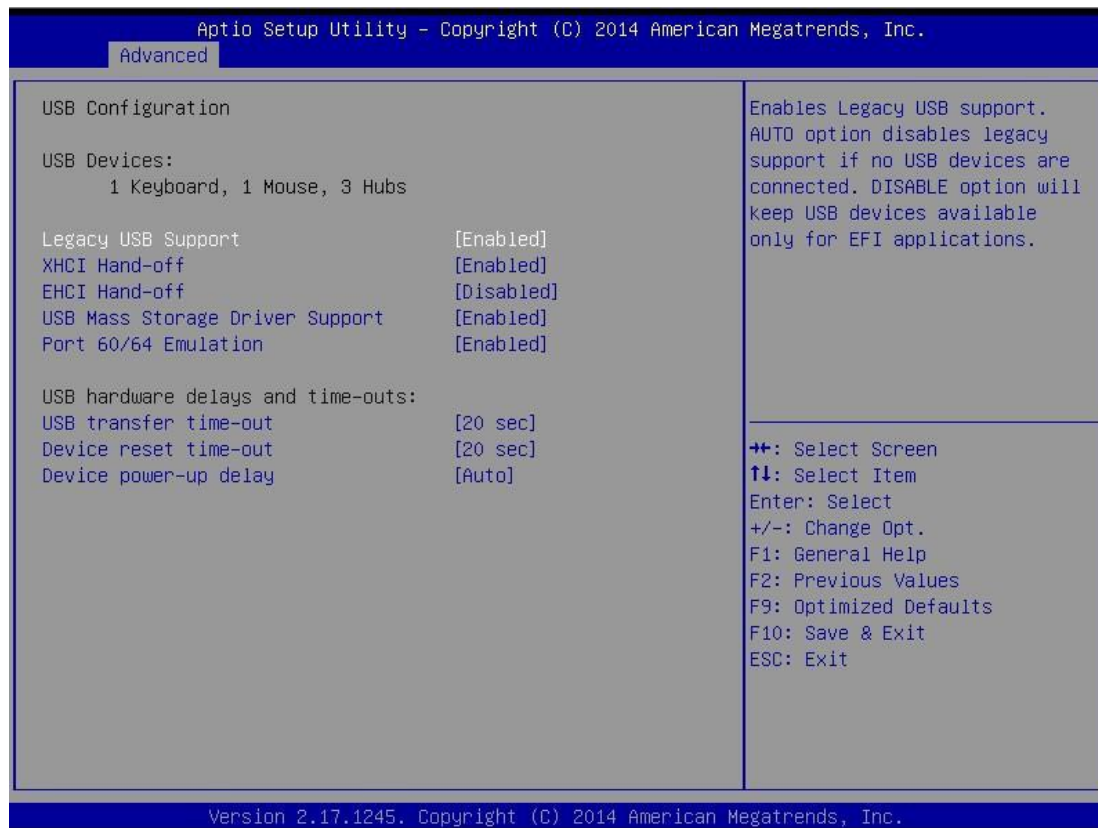 Aptio Setup Utility – Copyright (C) 2014 American Megatrends, Inc.
Advanced
USB Configuration
USB Devices:
1 Keyboard, 1 Mouse, 3 Hubs
Legacy USB Support [Enabled]
XHCI Hand-off [Enabled]
EHCI Hand-off [Disabled]
USB Mass Storage Driver Support [Enabled]
Port 60/64 Emulation [Enabled]
USB hardware delays and time-outs:
USB transfer time-out [20 sec]
Device reset time-out [20 sec]
Device power-up delay [Auto]
Enables Legacy USB support.
AUTO option disables legacy
support if no USB devices are
connected. DISABLE option will
keep USB devices available
only for EFI applications.
→←: Select Screen
↑↓: Select Item
Enter: Select
+/-: Change Opt.
F1: General Help
F2: Previous Values
F9: Optimized Defaults
F10: Save & Exit
ESC: Exit
Version 2.17.1245. Copyright (C) 2014 American Megatrends, Inc.